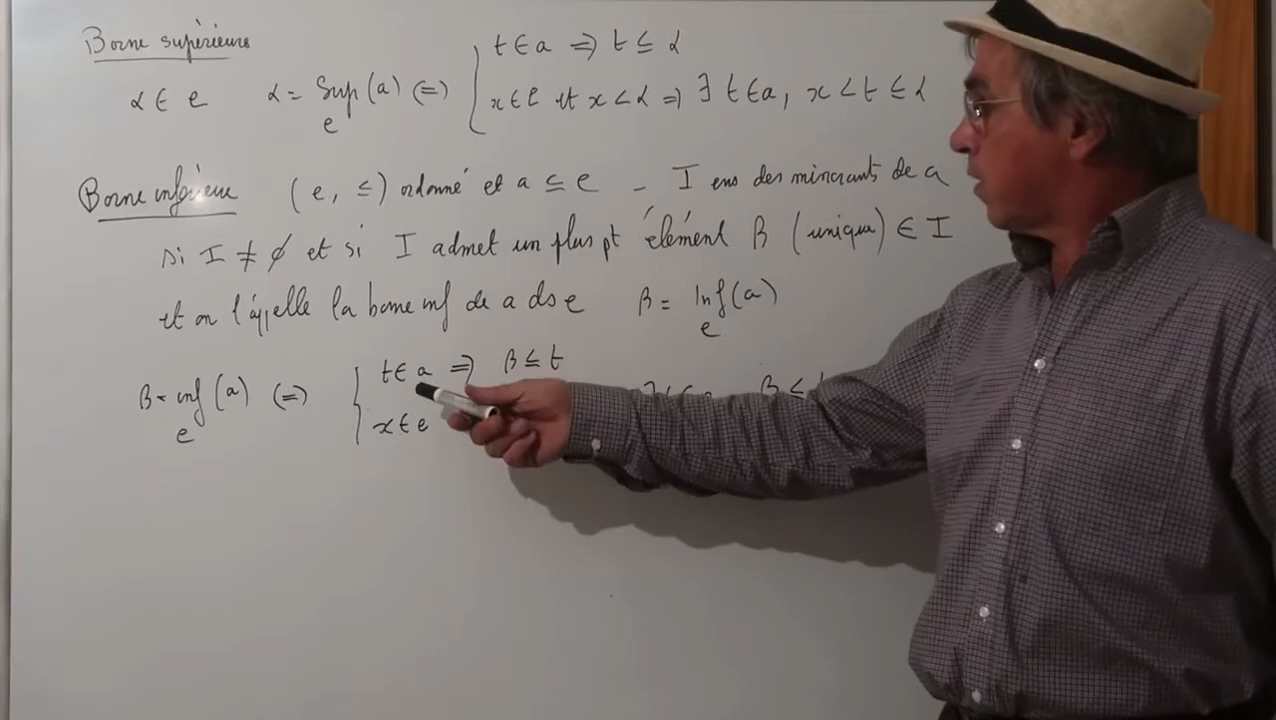 Borne supérieure
α ∈ e α = Sup(a) ⟺ { t ∈ a ⟹ t ≤ α
e x ∈ e et x < α ⟹ ∃ t ∈ a, x < t ≤ α
Borne inférieure (e, ≤) ordonné et a ⊆ e _ I ens des minorants de a
si I ≠ ∅ et si I admet un plus pt élément β (unique) ∈ I
et on l'appelle la borne inf de a ds e β = Inf(a)
e
β = inf(a) ⟺ { t ∈ a ⟹ β ≤ t
e x ∈ e β ≤